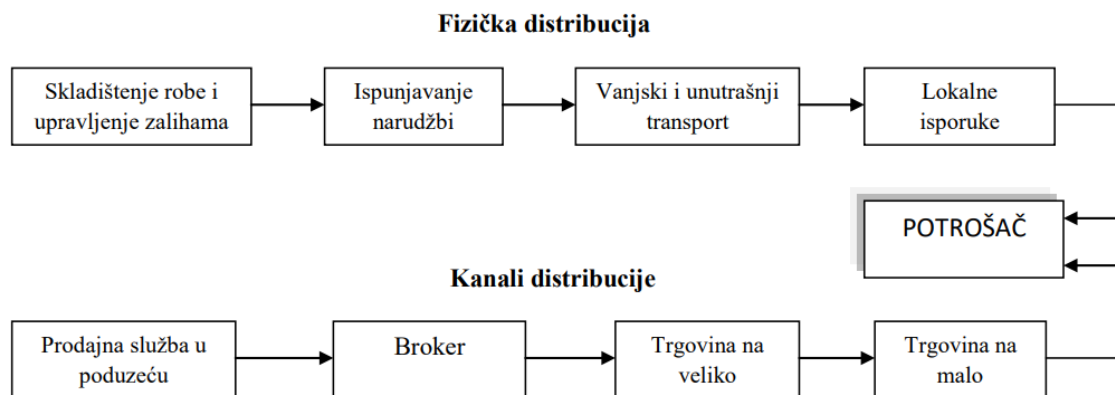 Fizička distribucija
Skladištenje robe i
upravljenje zalihama
Ispunjavanje
narudžbi
Vanjski i unutrašnji
transport
Lokalne
isporuke
POTROŠAČ
Kanali distribucije
Prodajna služba u
poduzeću
Broker
Trgovina na
veliko
Trgovina na
malo